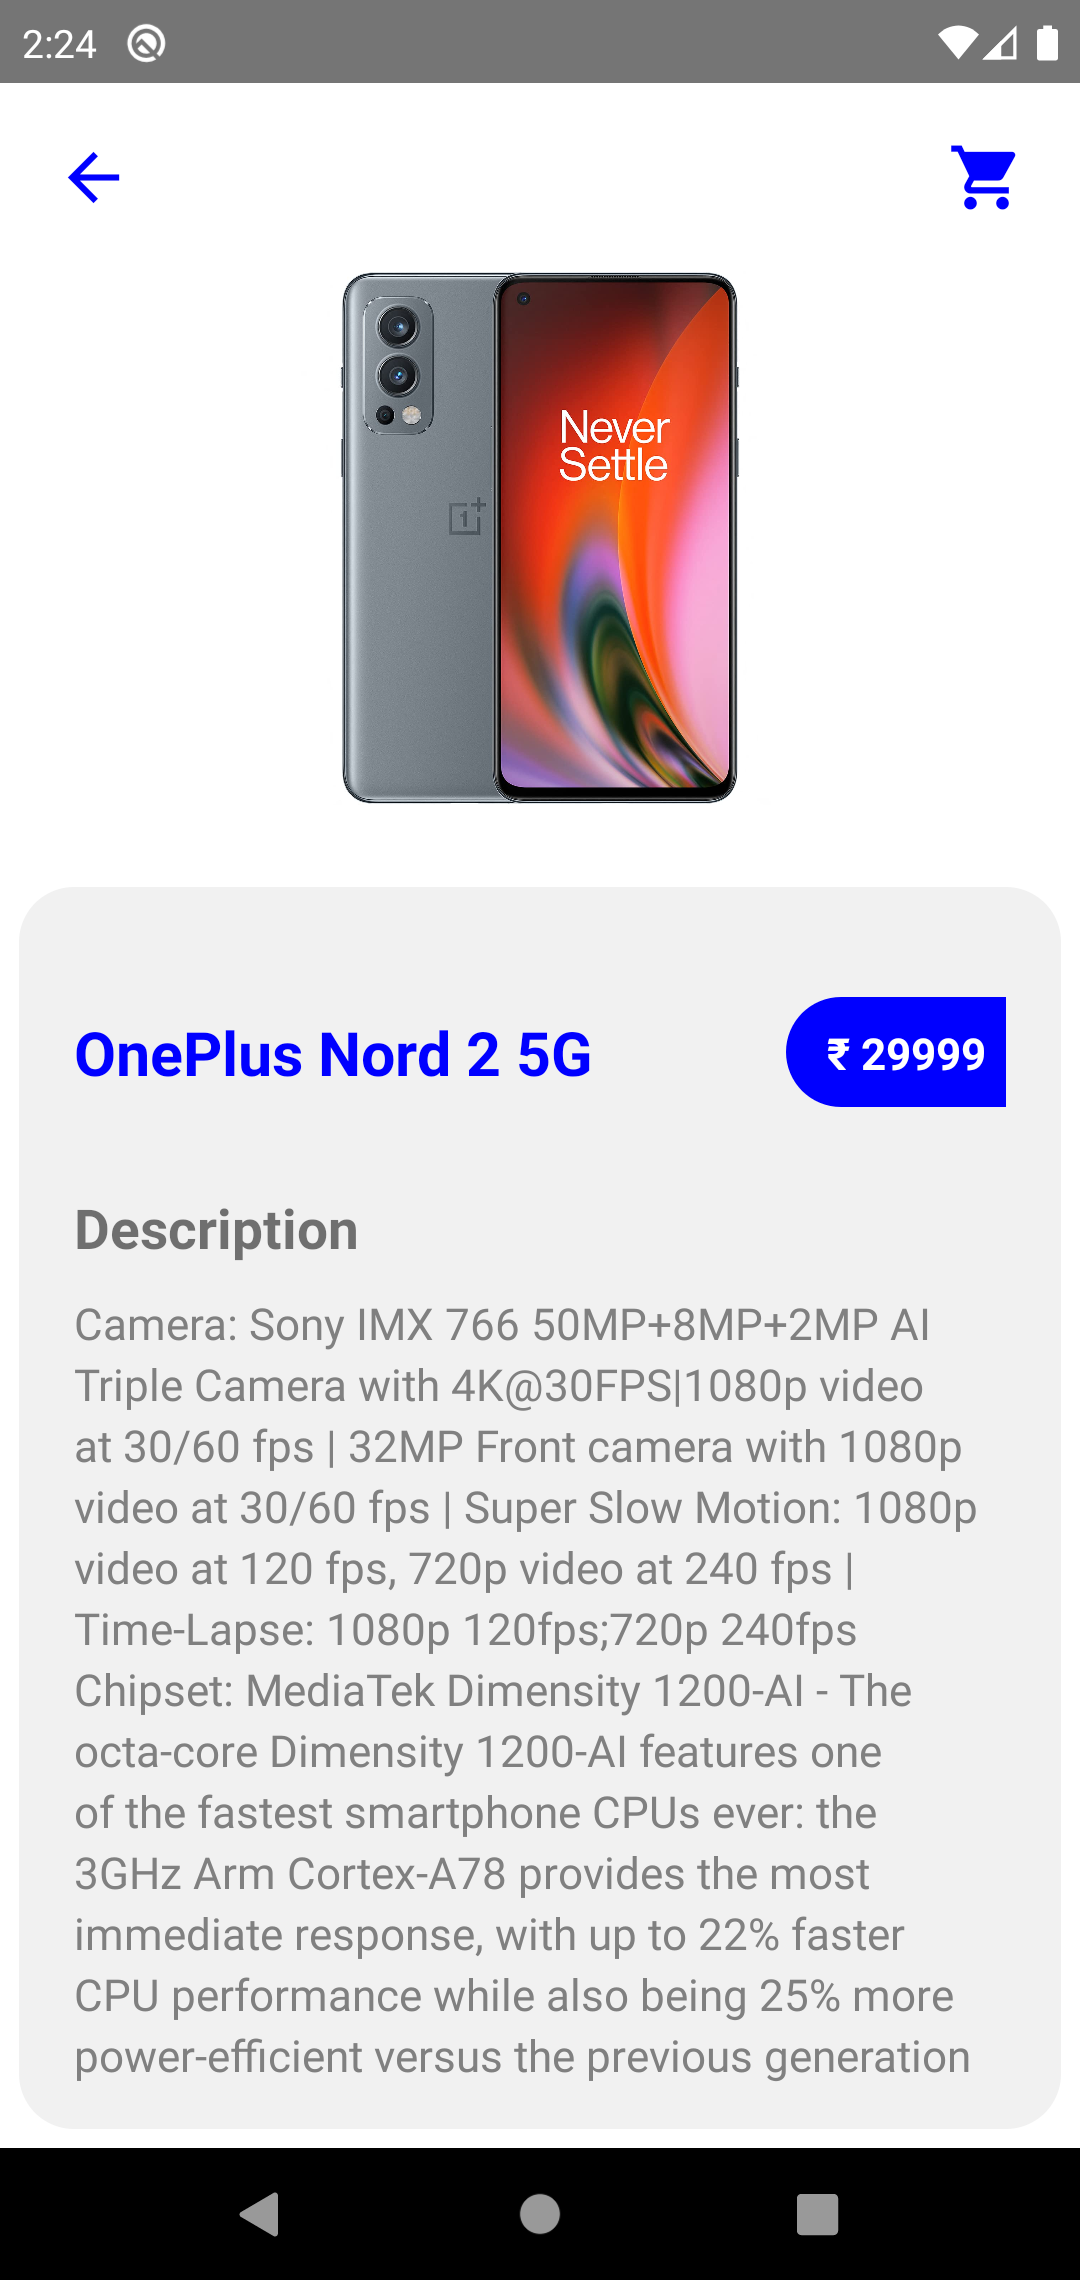 2:24
Never
Settle
1+
OnePlus Nord 2 5G
₹ 29999
Description
Camera: Sony IMX 766 50MP+8MP+2MP AI
Triple Camera with 4K@30FPS|1080p video
at 30/60 fps | 32MP Front camera with 1080p
video at 30/60 fps | Super Slow Motion: 1080p
video at 120 fps, 720p video at 240 fps |
Time-Lapse: 1080p 120fps;720p 240fps
Chipset: MediaTek Dimensity 1200-AI - The
octa-core Dimensity 1200-AI features one
of the fastest smartphone CPUs ever: the
3GHz Arm Cortex-A78 provides the most
immediate response, with up to 22% faster
CPU performance while also being 25% more
power-efficient versus the previous generation